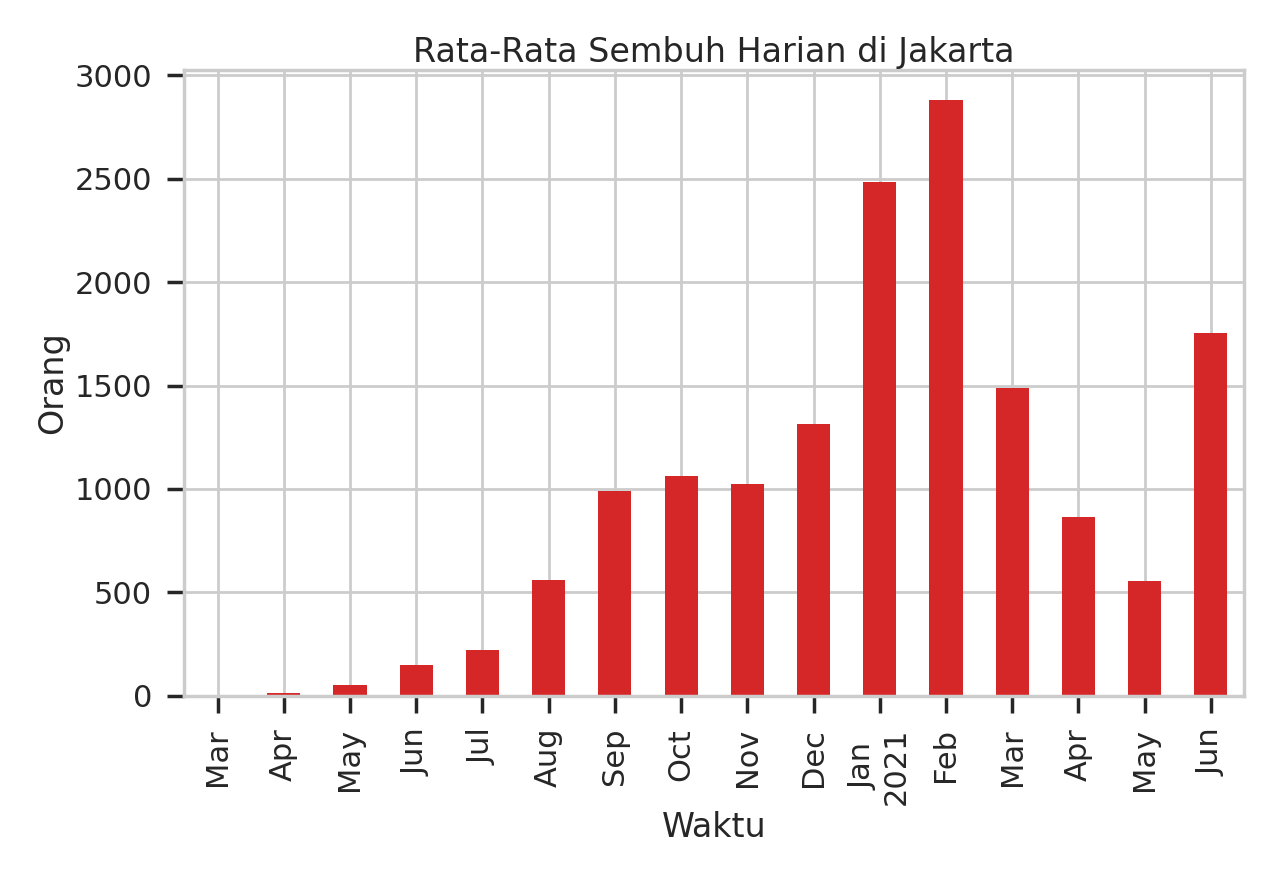 Rata-Rata Sembuh Harian di Jakarta
3000
2500
2000
1500
1000
500
0
Orang
Mar
Apr
May
Jun
Jul
Aug
Sep
Oct
Nov
Dec
Jan
2021
Feb
Mar
Apr
May
Jun
Waktu